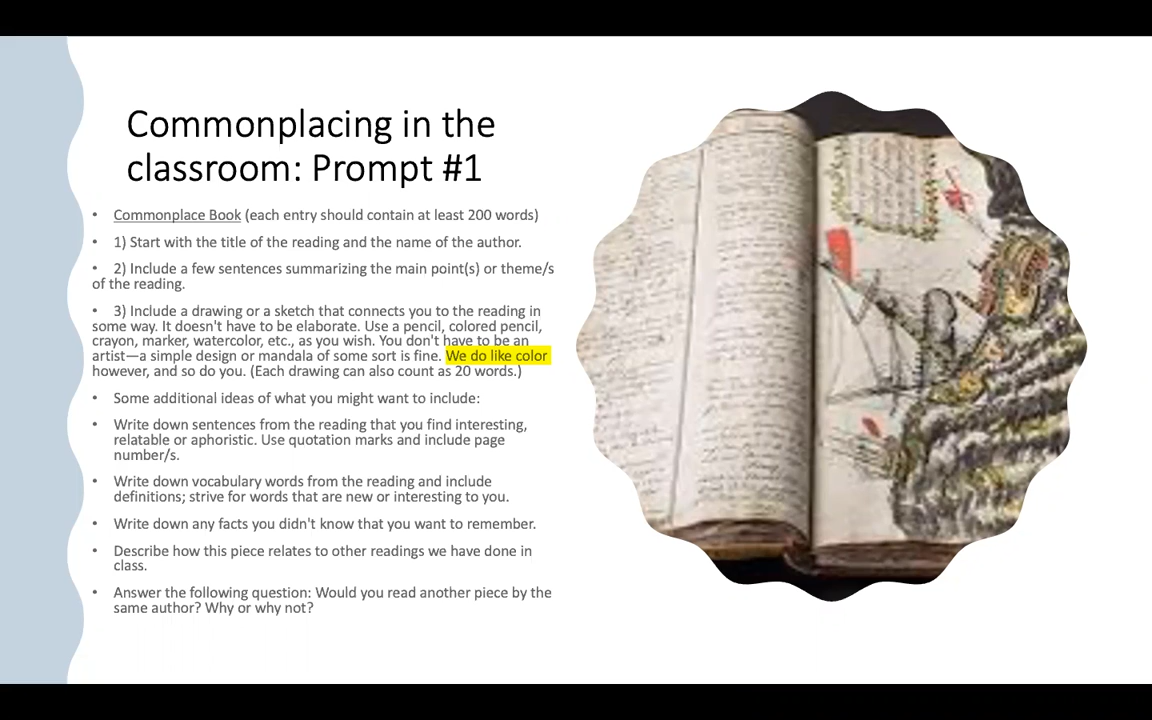 Commonplacing in the
classroom: Prompt #1
• Commonplace Book (each entry should contain at least 200 words)
• 1) Start with the title of the reading and the name of the author.
• 2) Include a few sentences summarizing the main point(s) or theme/s
of the reading.
• 3) Include a drawing or a sketch that connects you to the reading in
some way. It doesn't have to be elaborate. Use a pencil, colored pencil,
crayon, marker, watercolor, etc., as you wish. You don't have to be an
artist—a simple design or mandala of some sort is fine. We do like color
however, and so do you. (Each drawing can also count as 20 words.)
• Some additional ideas of what you might want to include:
• Write down sentences from the reading that you find interesting,
relatable or aphoristic. Use quotation marks and include page
number/s.
• Write down vocabulary words from the reading and include
definitions; strive for words that are new or interesting to you.
• Write down any facts you didn't know that you want to remember.
• Describe how this piece relates to other readings we have done in
class.
• Answer the following question: Would you read another piece by the
same author? Why or why not?